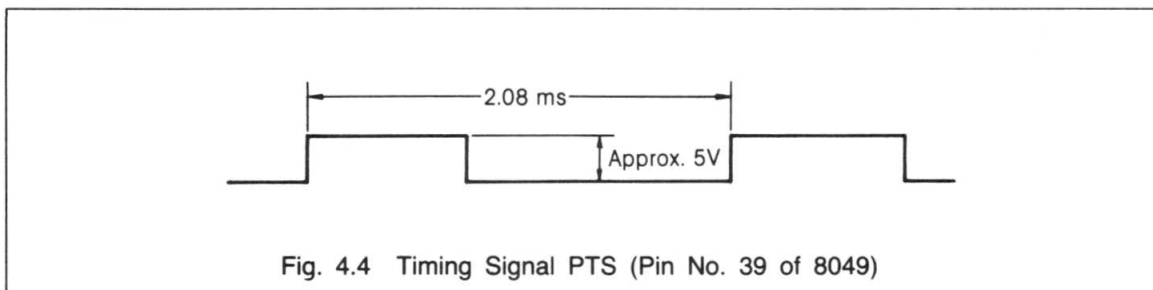 2.08 ms
Approx. 5V
Fig. 4.4 Timing Signal PTS (Pin No. 39 of 8049)